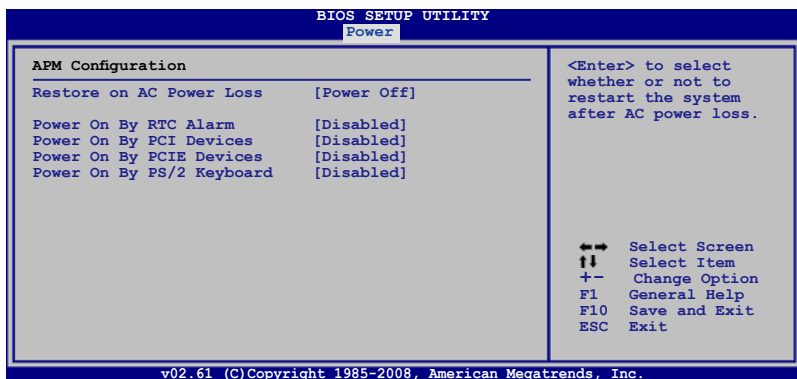 BIOS SETUP UTILITY
Power
APM Configuration
Restore on AC Power Loss [Power Off]
Power On By RTC Alarm [Disabled]
Power On By PCI Devices [Disabled]
Power On By PCIE Devices [Disabled]
Power On By PS/2 Keyboard [Disabled]
<Enter> to select
whether or not to
restart the system
after AC power loss.
←→ Select Screen
↑↓ Select Item
+- Change Option
F1 General Help
F10 Save and Exit
ESC Exit
v02.61 (C)Copyright 1985-2008, American Megatrends, Inc.